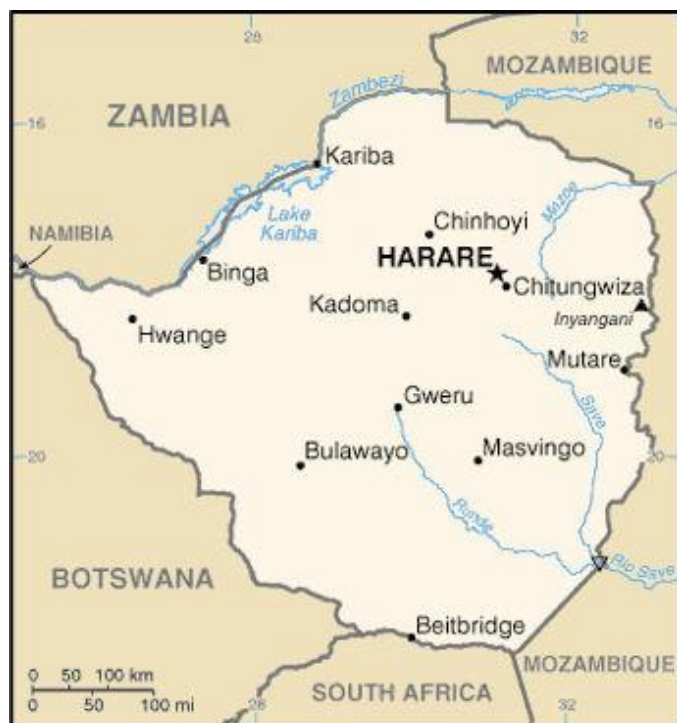 28
32
MOZAMBIQUE
Zambezi
ZAMBIA
16
16
Kariba
Lake
Kariba
Mazoe
Chinhoyi
NAMIBIA
HARARE
Binga
Chitungwiza
Kadoma
Inyangani
Hwange
Mutare
Gweru
Save
Bulawayo
Masvingo
20
20
Runde
Rio Save
BOTSWANA
Beitbridge
MOZAMBIQUE
0 50 100 km
0 50 100 mi
SOUTH AFRICA
28
32